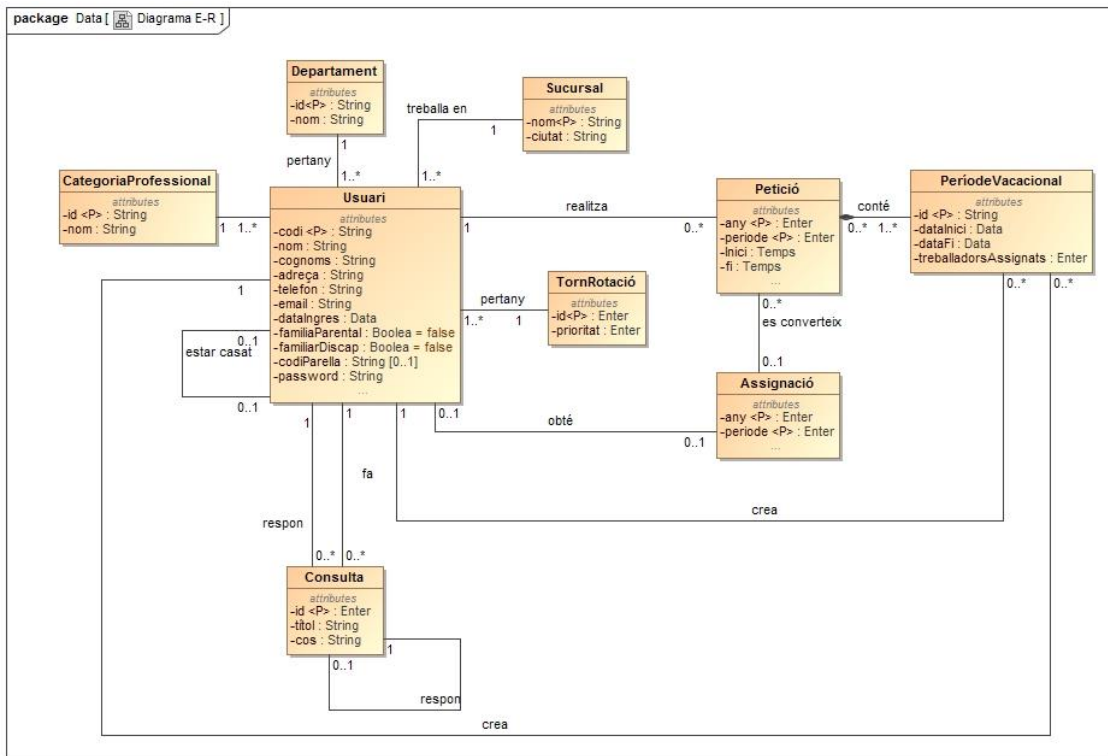 package Data [ Diagrama E-R ]
Departament
attributes
-id<P> : String
-nom : String
Sucursal
attributes
-nom<P> : String
-ciutat : String
treballa en
1
1..*
1
pertany
1..*
CategoriaProfessional
attributes
-id <P> : String
-nom : String
1
1..*
Usuari
attributes
-codi <P> : String
-nom : String
-cognoms : String
-adreça : String
-telefon : String
-email : String
-dataIngres : Data
-familiaParental : Boolea = false
-familiarDiscap : Boolea = false
-codiParella : String [0..1]
-password : String
...
realitza
1
0..*
Petició
attributes
-any <P> : Enter
-periode <P> : Enter
-Inici : Temps
-fi : Temps
...
conté
0..*
1..*
PeriodeVacacional
attributes
-id <P> : String
-dataInici : Data
-dataFi : Data
-treballadorsAssignats : Enter
0..*
0..*
pertany
1..*
1
TornRotació
attributes
-id<P> : Enter
-prioritat : Enter
0..*
es converteix
0..1
1
0..1
estar casat
0..1
Assignació
attributes
-any <P> : Enter
-periode <P> : Enter
...
1
1
1
0..1
obté
0..1
fa
crea
respon
0..*
0..*
Consulta
attributes
-id <P> : Enter
-títol : String
-cos : String
1
0..1
respon
crea